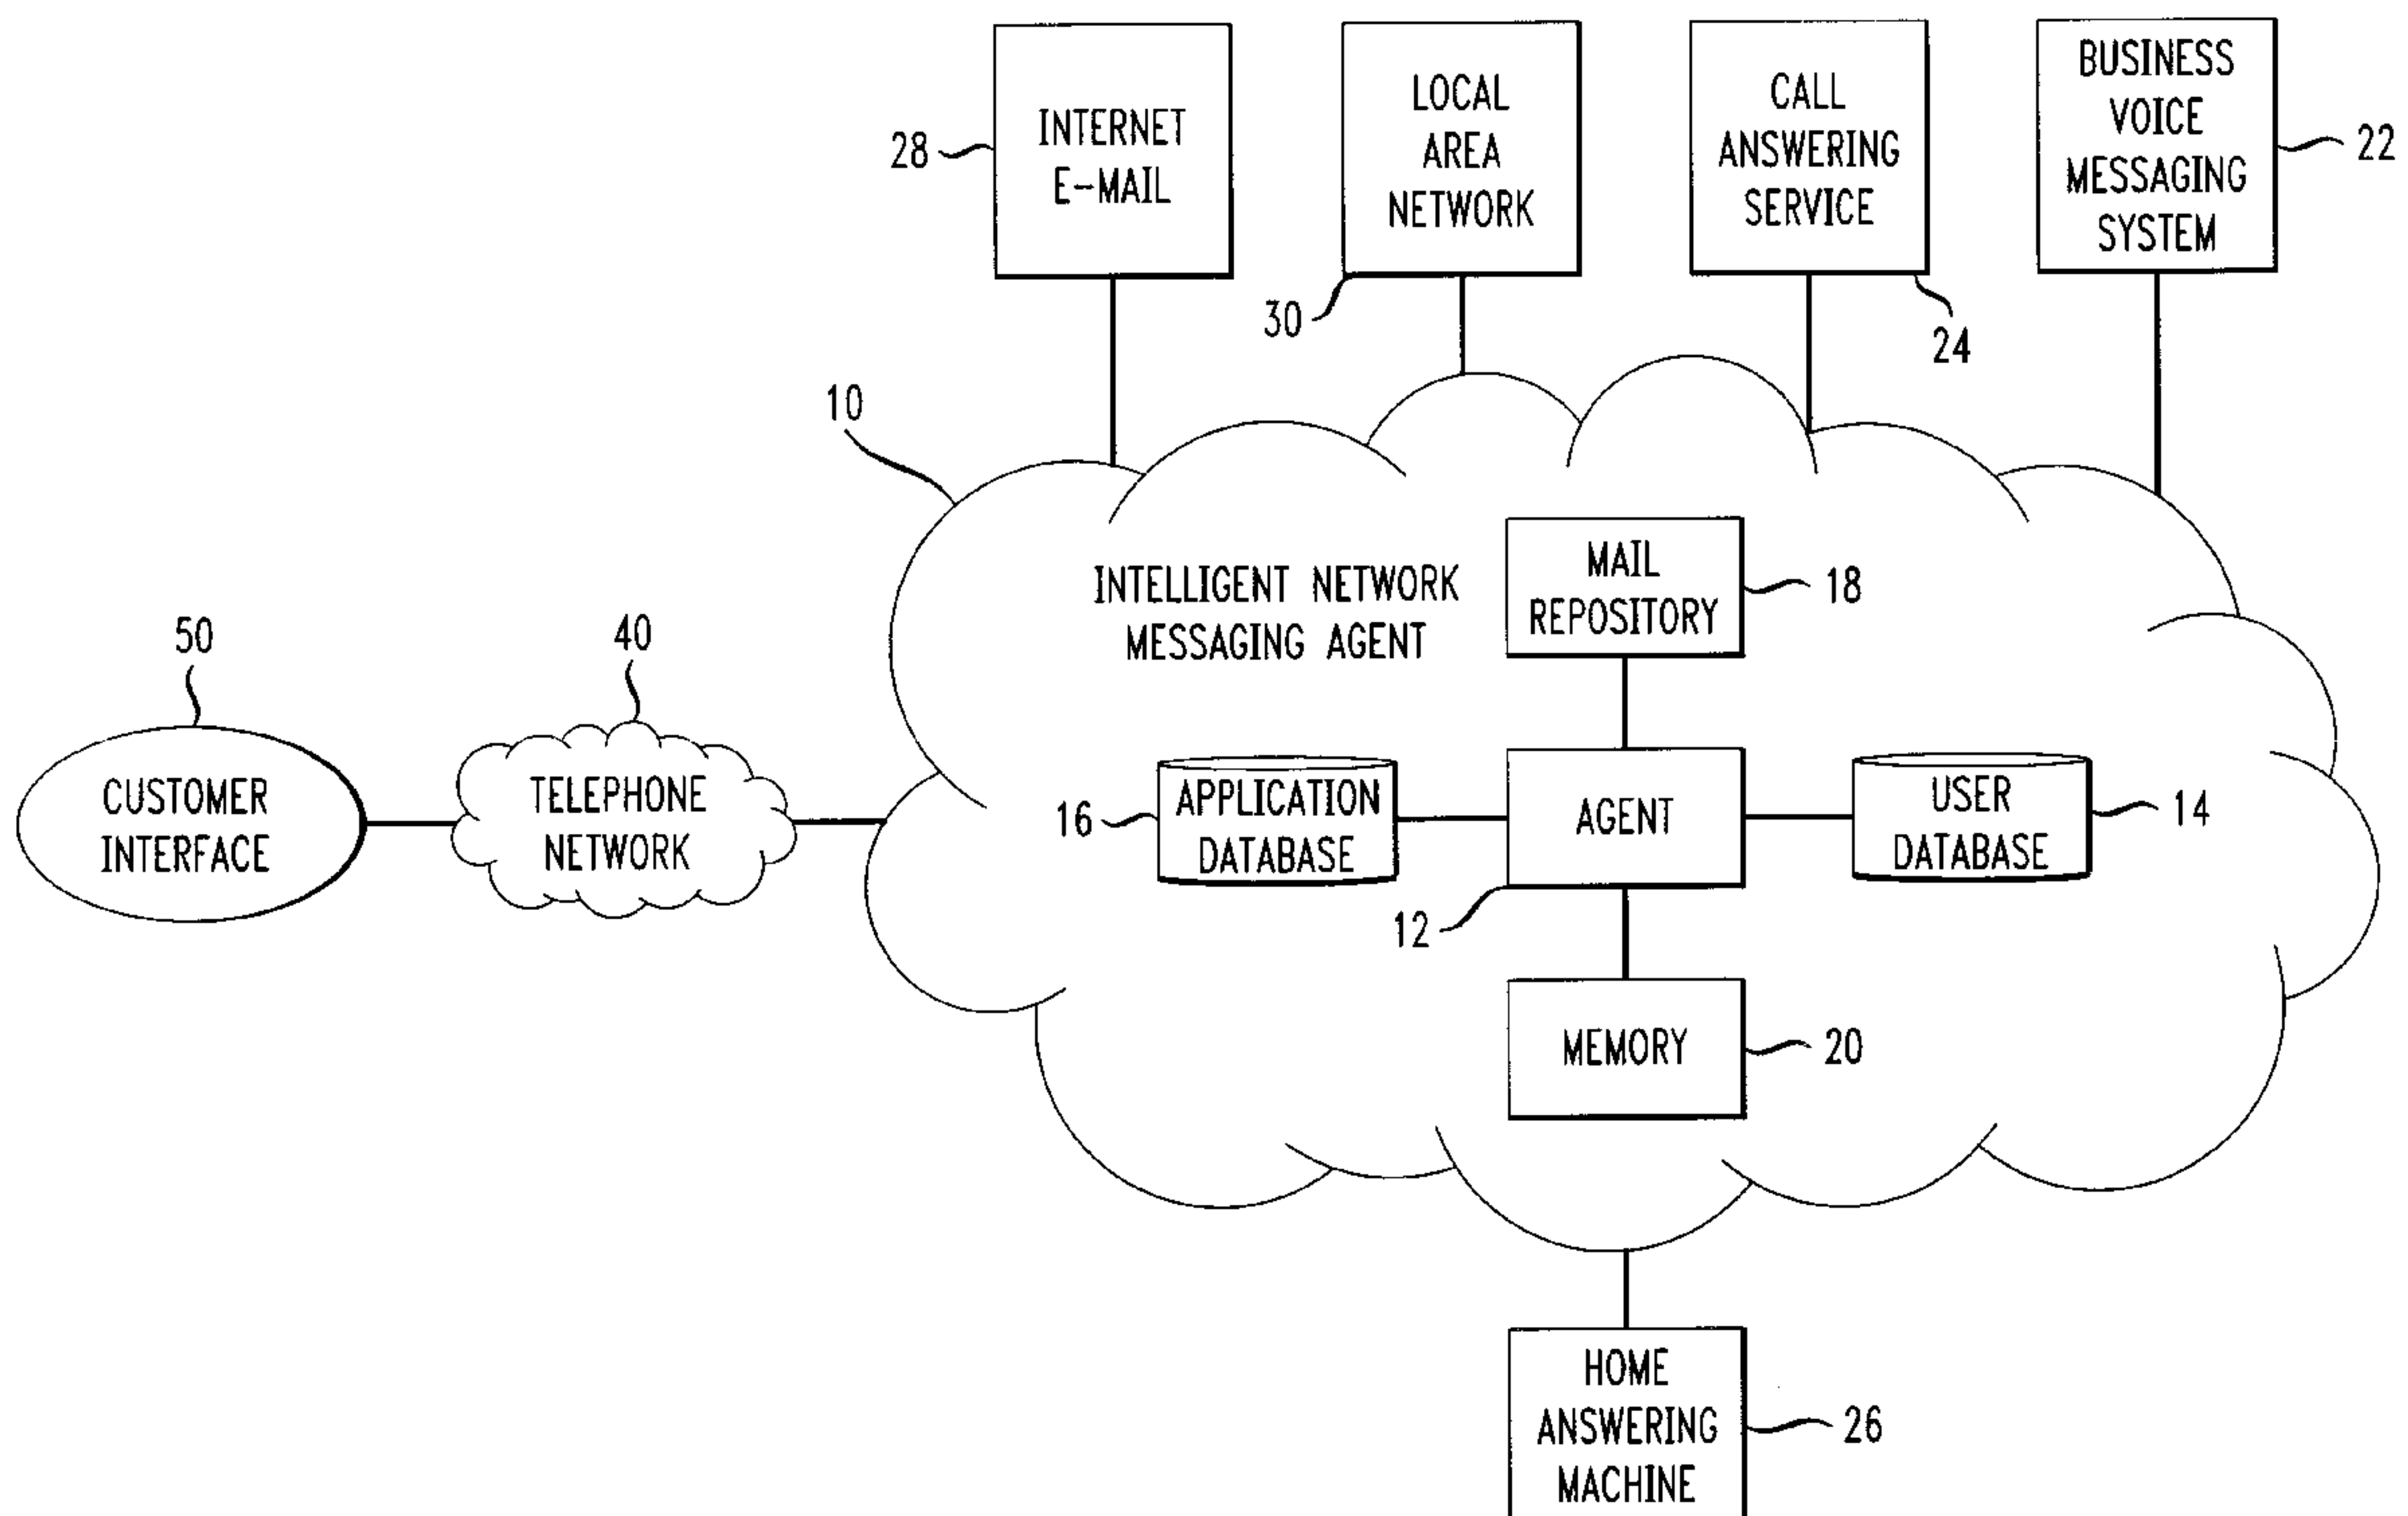 INTERNET
E-MAIL
28
LOCAL
AREA
NETWORK
30
CALL
ANSWERING
SERVICE
24
BUSINESS
VOICE
MESSAGING
SYSTEM
22
10
INTELLIGENT NETWORK
MESSAGING AGENT
MAIL
REPOSITORY
18
50
CUSTOMER
INTERFACE
40
TELEPHONE
NETWORK
16
APPLICATION
DATABASE
AGENT
12
USER
DATABASE
14
MEMORY
20
HOME
ANSWERING
MACHINE
26